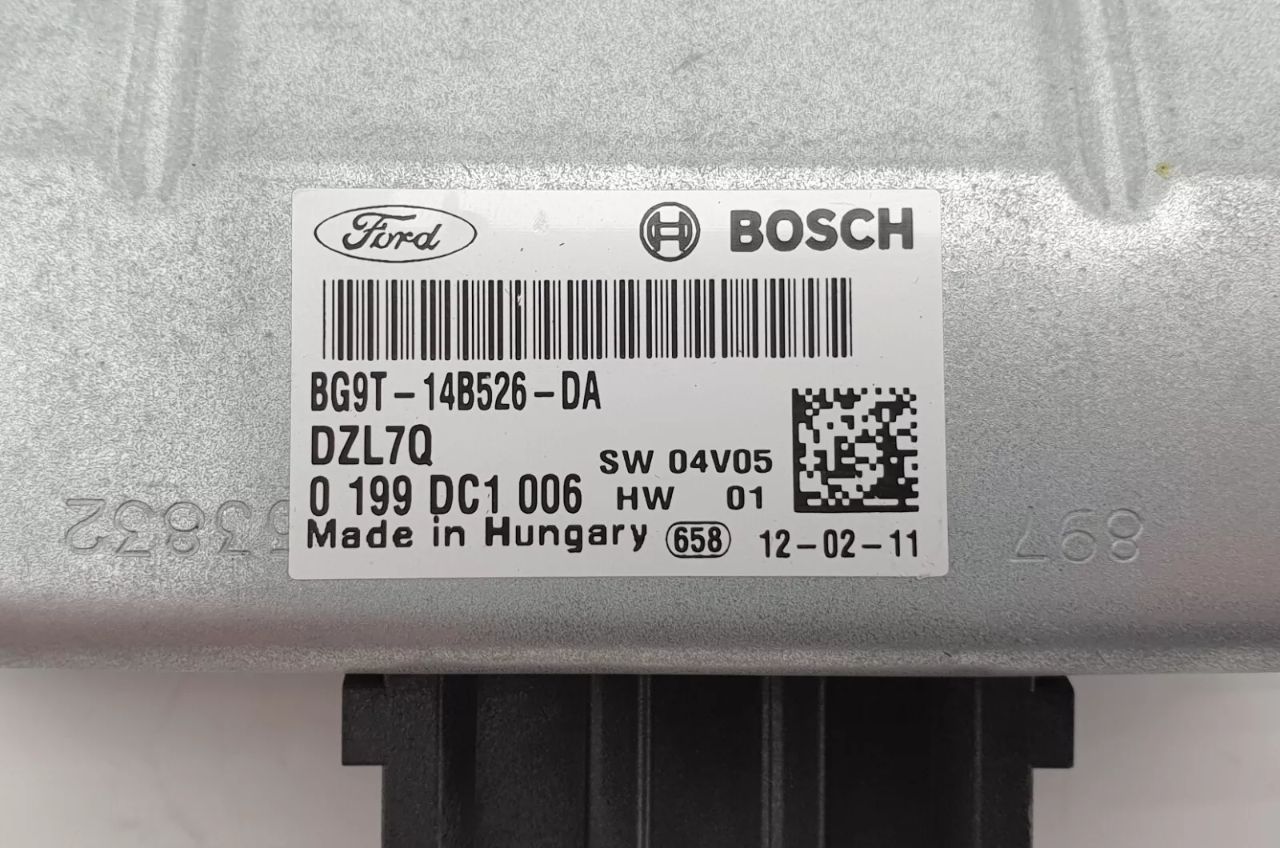 Ford BOSCH
BG9T-14B526-DA
DZL7Q
SW 04V05
0 199 DC1 006 HW 01
Made in Hungary 658 12-02-11
897